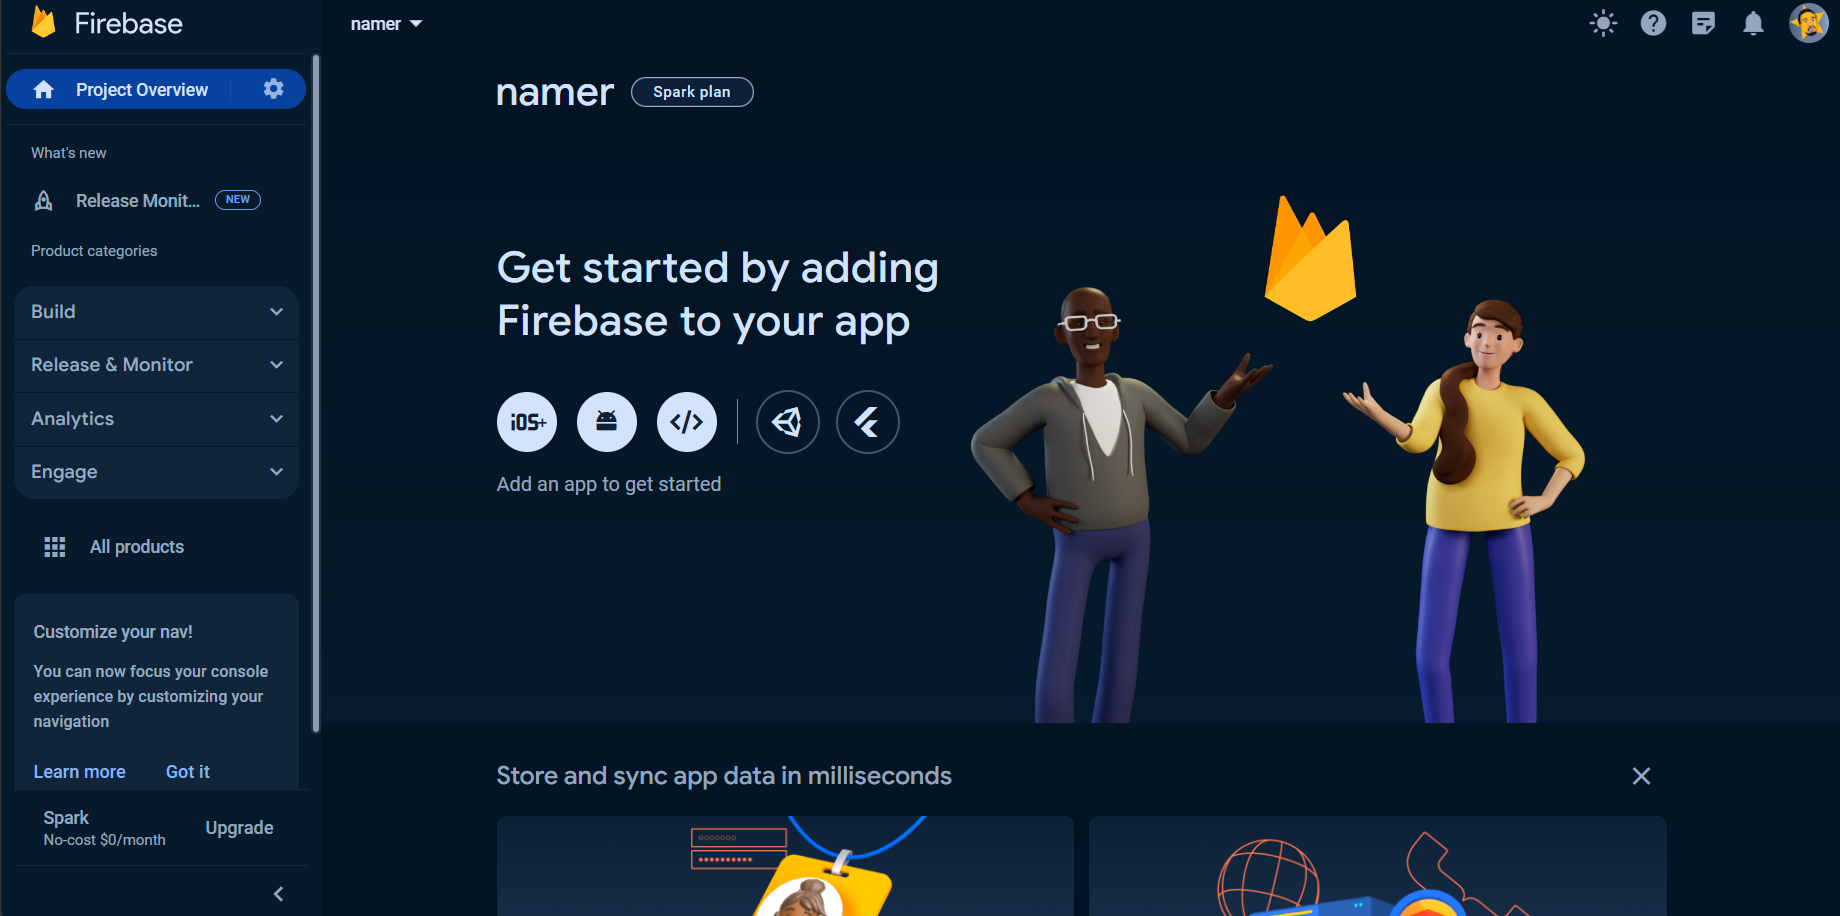 Firebase
namer
Project Overview
What's new
Release Monit...
NEW
Product categories
Build
Release & Monitor
Analytics
Engage
All products
Customize your nav!
You can now focus your console
experience by customizing your
navigation
Learn more
Got it
Spark
No-cost $0/month
Upgrade
namer
Spark plan
Get started by adding
Firebase to your app
iOS+
Add an app to get started
Store and sync app data in milliseconds